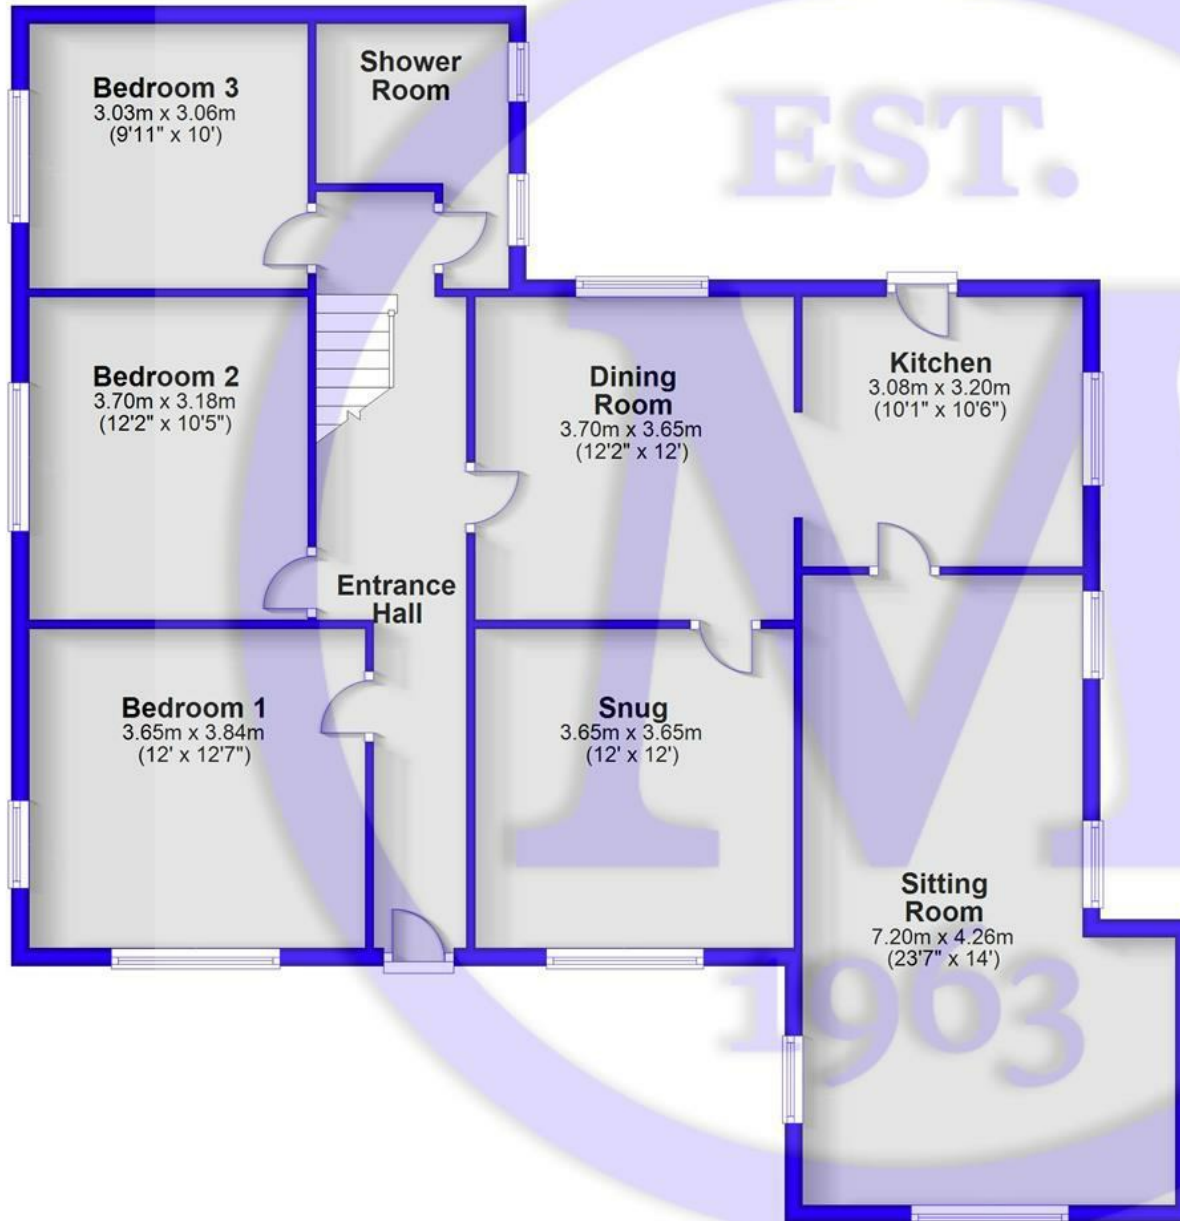 Bedroom 3
3.03m x 3.06m
(9'11" x 10')
Shower
Room
EST.
Bedroom 2
3.70m x 3.18m
(12'2" x 10'5")
Dining
Room
3.70m x 3.65m
(12'2" x 12')
Kitchen
3.08m x 3.20m
(10'1" x 10'6")
Entrance
Hall
Bedroom 1
3.65m x 3.84m
(12' x 12'7")
Snug
3.65m x 3.65m
(12' x 12')
M
Sitting
Room
7.20m x 4.26m
(23'7" x 14')
1963